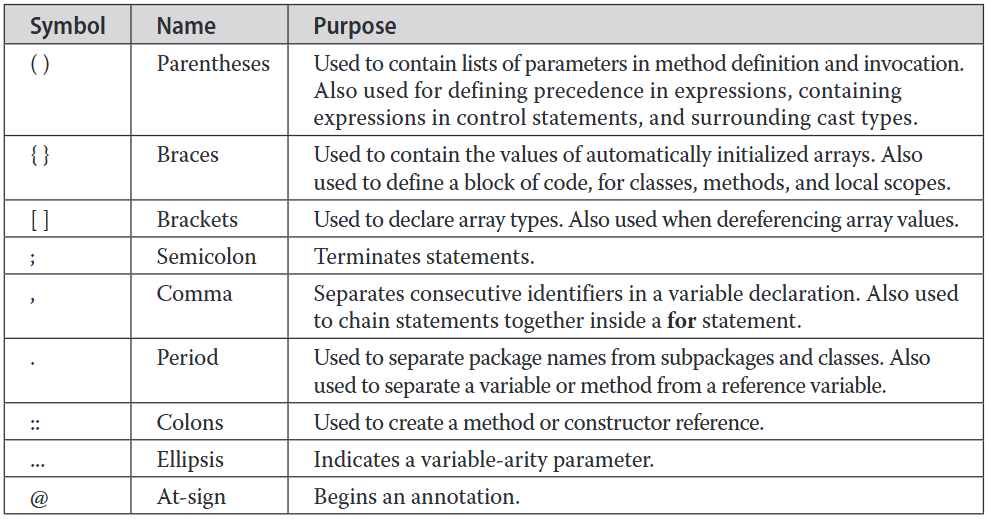 Symbol Name Purpose
( ) Parentheses Used to contain lists of parameters in method definition and invocation.
Also used for defining precedence in expressions, containing
expressions in control statements, and surrounding cast types.
{ } Braces Used to contain the values of automatically initialized arrays. Also
used to define a block of code, for classes, methods, and local scopes.
[ ] Brackets Used to declare array types. Also used when dereferencing array values.
; Semicolon Terminates statements.
, Comma Separates consecutive identifiers in a variable declaration. Also used
to chain statements together inside a for statement.
. Period Used to separate package names from subpackages and classes. Also
used to separate a variable or method from a reference variable.
:: Colons Used to create a method or constructor reference.
... Ellipsis Indicates a variable-arity parameter.
@ At-sign Begins an annotation.